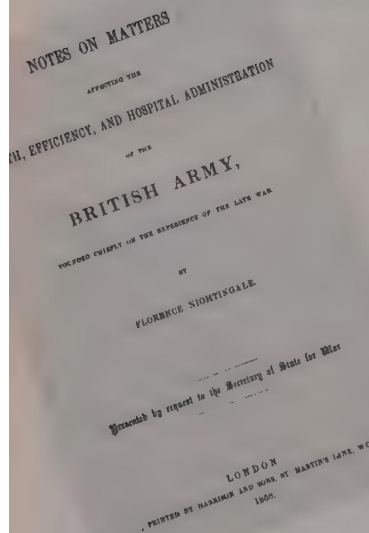 NOTES ON MATTERS
AFFECTING THE
TH, EFFICIENCY, AND HOSPITAL ADMINISTRATION
OF THE
BRITISH ARMY,
FOUNDED CHIEFLY ON THE EXPERIENCE OF THE LATE WAR
BY
FLORENCE NIGHTINGALE.
Presented by request to the Secretary of State for War
LONDON
PRINTED BY HARRISON AND SONS, ST. MARTIN'S LANE, W.C
1858.